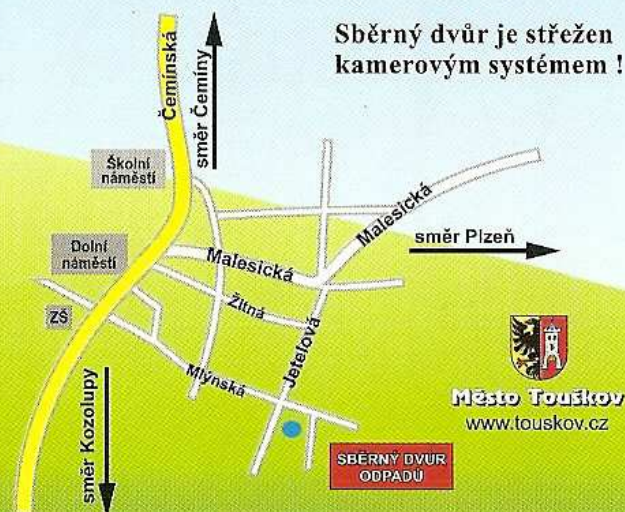 Sběrný dvůr je střežen
kamerovým systémem !
Čemínská
směr Čemíny
Školní
náměstí
Malesická
směr Plzeň
Dolní
náměstí
Malesická
Žitná
ZŠ
Jetelová
Mlýnská
směr Kozolupy
Město Touškov
www.touskov.cz
SBĚRNÝ DVŮR
ODPADŮ